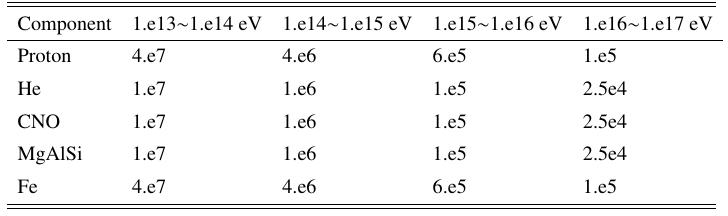 Component 1.e13~1.e14 eV 1.e14~1.e15 eV 1.e15~1.e16 eV 1.e16~1.e17 eV
Proton 4.e7 4.e6 6.e5 1.e5
He 1.e7 1.e6 1.e5 2.5e4
CNO 1.e7 1.e6 1.e5 2.5e4
MgAlSi 1.e7 1.e6 1.e5 2.5e4
Fe 4.e7 4.e6 6.e5 1.e5